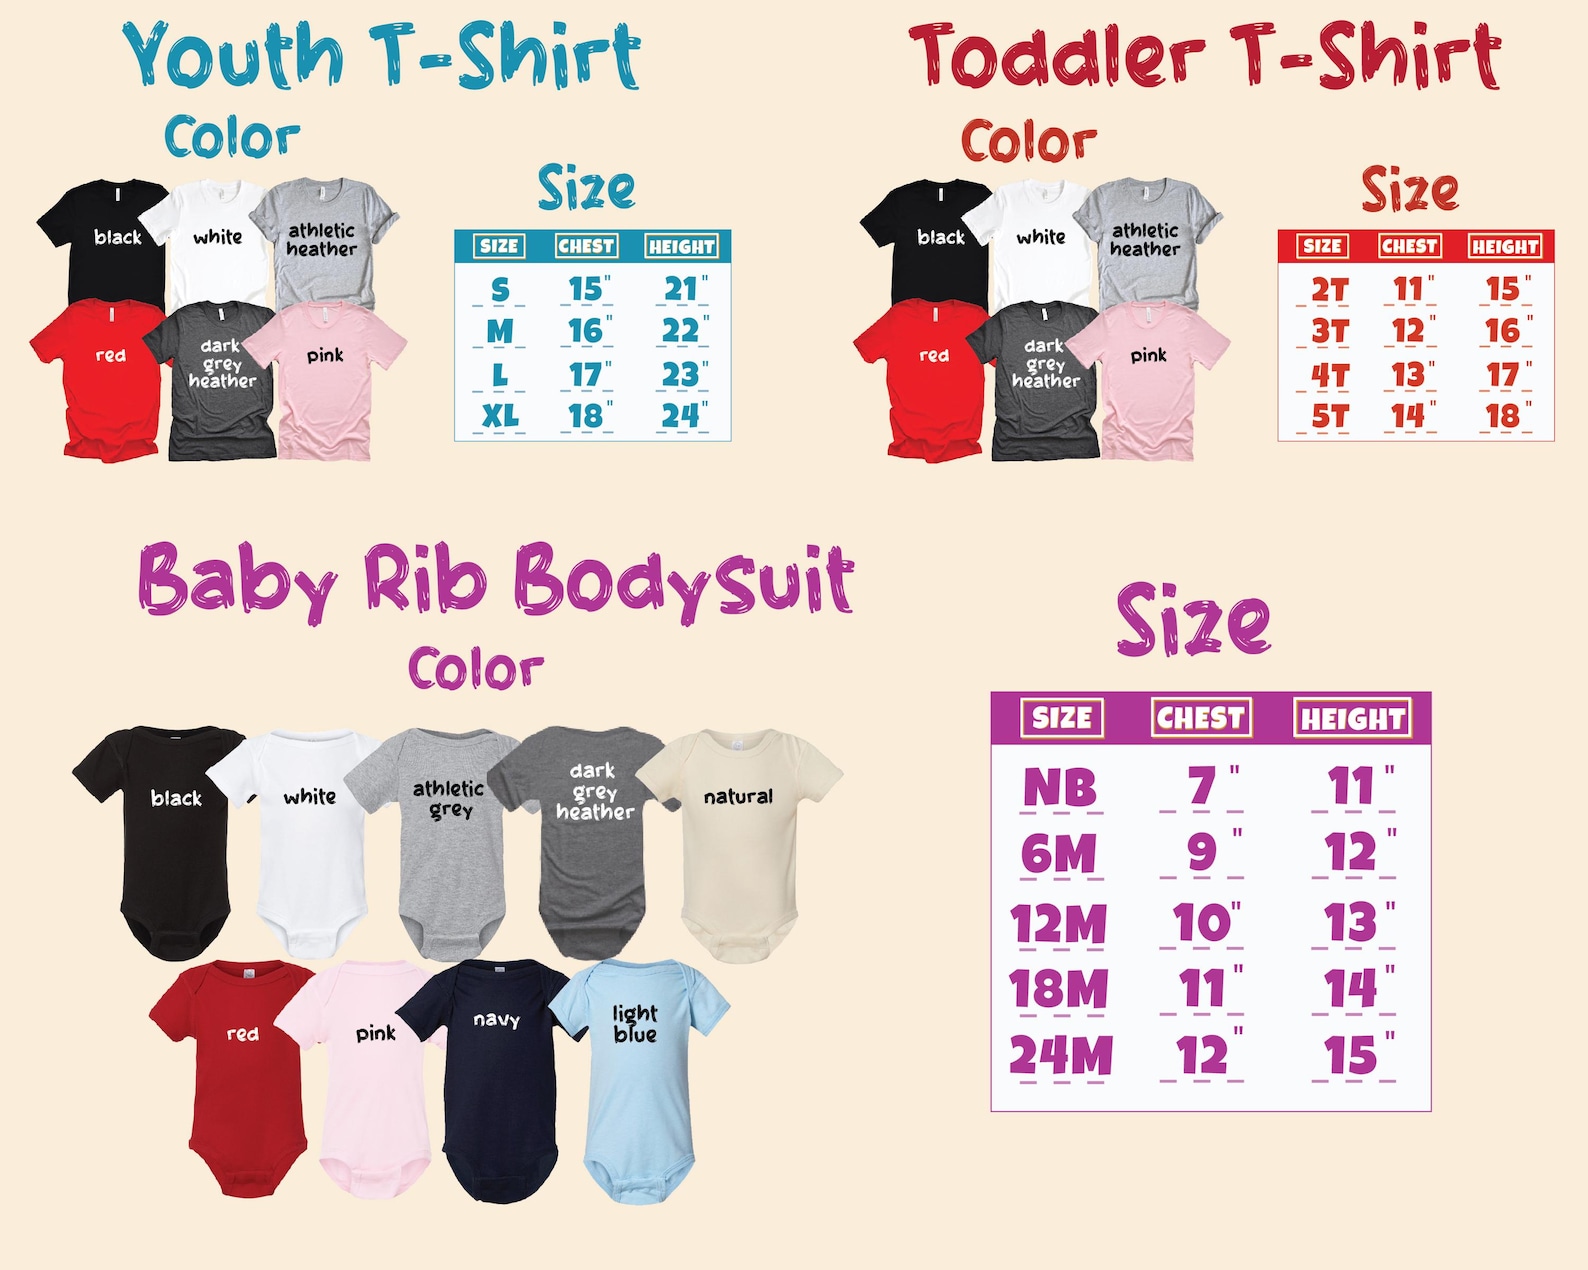 Youth T-Shirt
Color
black
white
athletic
heather
red
dark
grey
heather
pink
Size
SIZE CHEST HEIGHT
S 15" 21"
M 16" 22"
L 17" 23"
XL 18" 24"
Toddler T-Shirt
Color
black
white
athletic
heather
red
dark
grey
heather
pink
Size
SIZE CHEST HEIGHT
2T 11" 15"
3T 12" 16"
4T 13" 17"
5T 14" 18"
Baby Rib Bodysuit
Color
black
white
athletic
grey
dark
grey
heather
natural
red
pink
navy
light
blue
Size
SIZE CHEST HEIGHT
NB 7" 11"
6M 9" 12"
12M 10" 13"
18M 11" 14"
24M 12" 15"